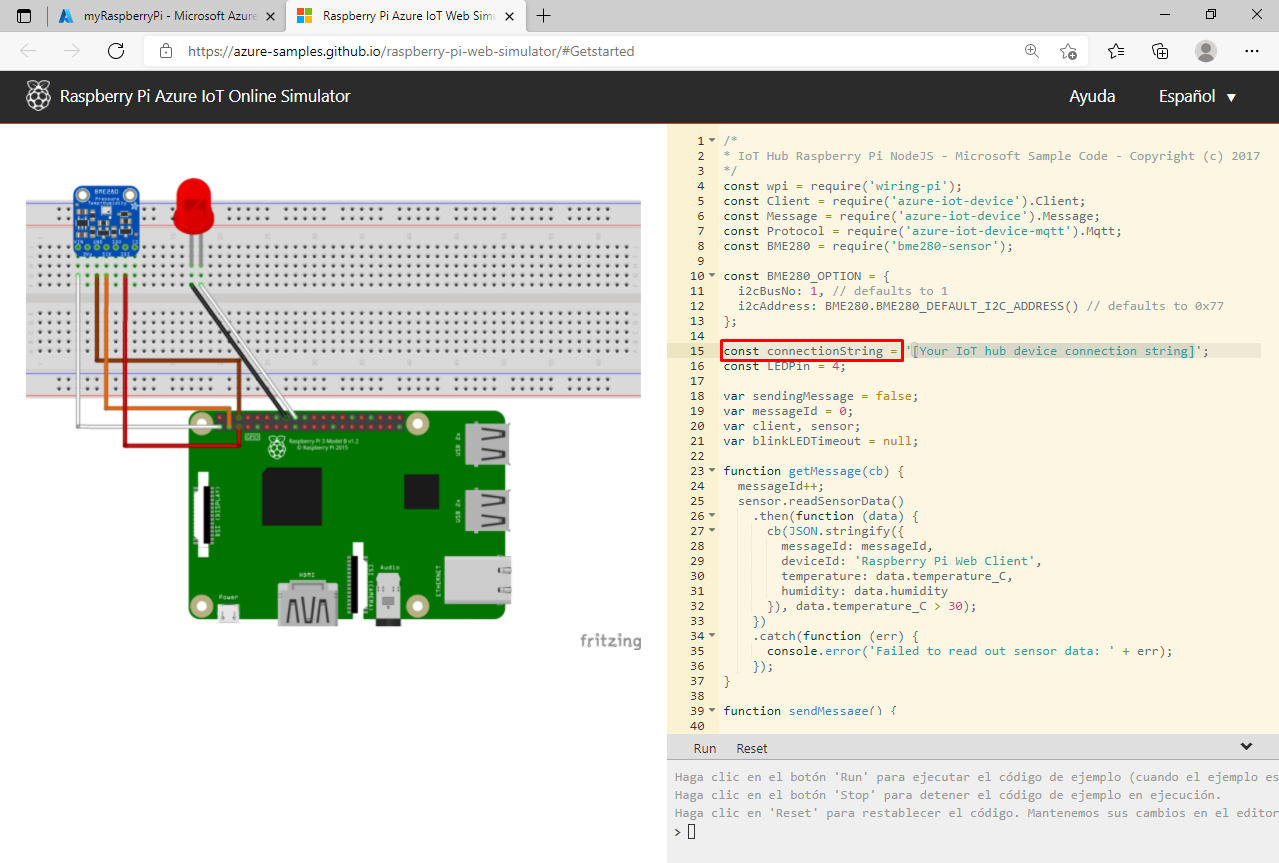 myRaspberryPi - Microsoft Azure
Raspberry Pi Azure IoT Web Sim
https://azure-samples.github.io/raspberry-pi-web-simulator/#Getstarted
Raspberry Pi Azure IoT Online Simulator
Ayuda
Español ▼
BME280
Pressure
Temp+Humidity
Raspberry Pi 3 Model B v1.2
© Raspberry Pi 2015
GPIO
USB 2x
DSI (DISPLAY)
USB 2x
HDMI
CSI (CAMERA)
Audio
ETHERNET
Power
fritzing
1 /*
2 * IoT Hub Raspberry Pi NodeJS - Microsoft Sample Code - Copyright (c) 2017
3 */
4 const wpi = require('wiring-pi');
5 const Client = require('azure-iot-device').Client;
6 const Message = require('azure-iot-device').Message;
7 const Protocol = require('azure-iot-device-mqtt').Mqtt;
8 const BME280 = require('bme280-sensor');
9
10 const BME280_OPTION = {
11 i2cBusNo: 1, // defaults to 1
12 i2cAddress: BME280.BME280_DEFAULT_I2C_ADDRESS() // defaults to 0x77
13 };
14
15 const connectionString = '[Your IoT hub device connection string]';
16 const LEDPin = 4;
17
18 var sendingMessage = false;
19 var messageId = 0;
20 var client, sensor;
21 var blinkLEDTimeout = null;
22
23 function getMessage(cb) {
24 messageId++;
25 sensor.readSensorData()
26 .then(function (data) {
27 cb(JSON.stringify({
28 messageId: messageId,
29 deviceId: 'Raspberry Pi Web Client',
30 temperature: data.temperature_C,
31 humidity: data.humidity
32 }), data.temperature_C > 30);
33 })
34 .catch(function (err) {
35 console.error('Failed to read out sensor data: ' + err);
36 });
37 }
38
39 function sendMessage() {
40
Run Reset
Haga clic en el botón 'Run' para ejecutar el código de ejemplo (cuando el ejemplo es
Haga clic en el botón 'Stop' para detener el código de ejemplo en ejecución.
Haga clic en 'Reset' para restablecer el código. Mantenemos sus cambios en el editor
>